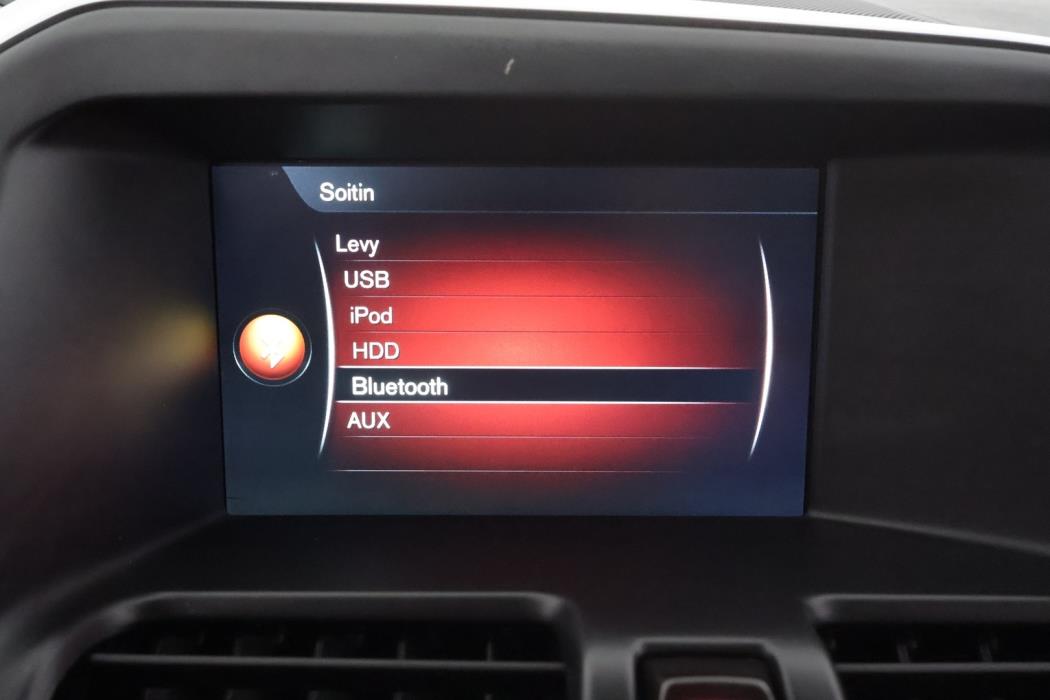 Soitin
Levy
USB
iPod
HDD
Bluetooth
AUX